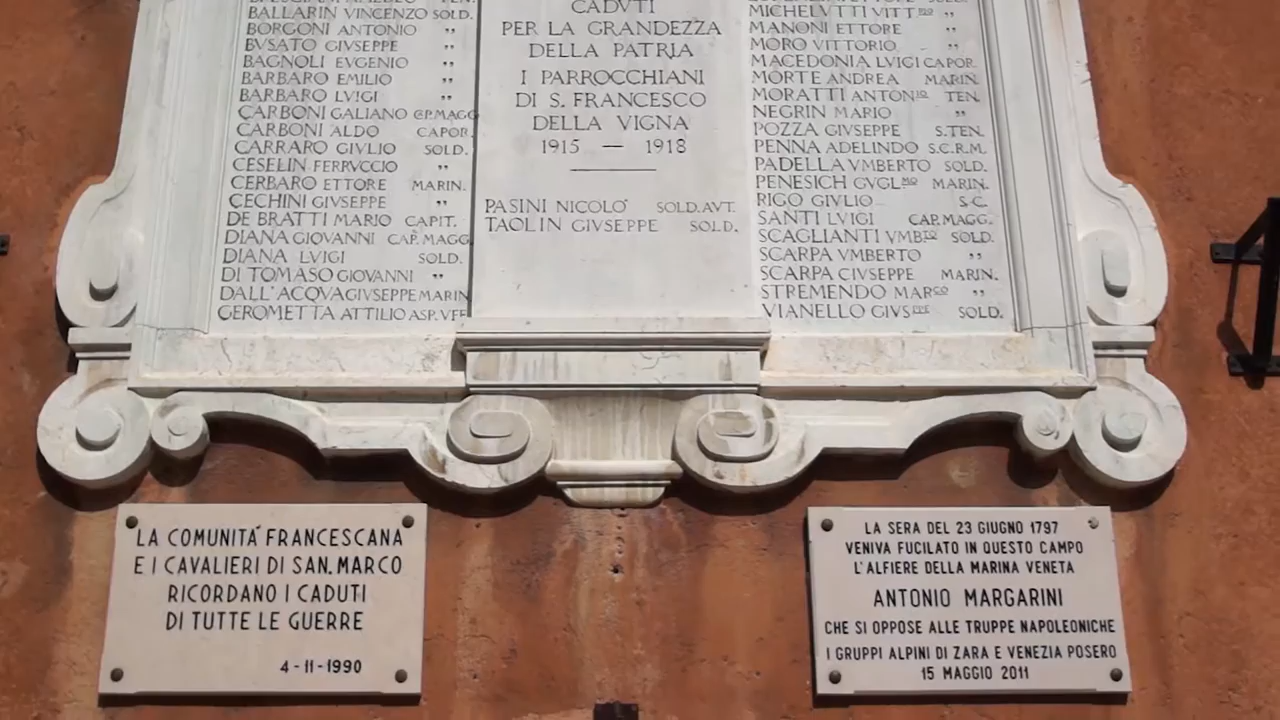 BALLARIN VINCENZO SOLD.
BORGONI ANTONIO "
BVSATO GIVSEPPE "
BAGNOLI EVGENIO "
BARBARO EMILIO "
BARBARO LVIGI "
CARBONI GALIANO CP.MAGG
CARBONI ALDO CAPOR.
CARRARO GIVLIO SOLD.
CESELIN FERRVCCIO "
CERBARO ETTORE MARIN.
CECHINI GIVSEPPE "
DE BRATTI MARIO CAPIT.
DIANA GIOVANNI CAP. MAGG.
DIANA LVIGI SOLD.
DI TOMASO GIOVANNI "
DALL'ACQVA GIVSEPPE MARIN.
GEROMETTA ATTILIO ASP. VFF.
CADVTI
PER LA GRANDEZZA
DELLA PATRIA
I PARROCCHIANI
DI S. FRANCESCO
DELLA VIGNA
1915 — 1918
PASINI NICOLO' SOLD. AVT.
TAOLIN GIVSEPPE SOLD.
MICHELVTTI VITTRO "
MANONI ETTORE "
MORO VITTORIO "
MACEDONIA LVIGI CAPOR.
MORTE ANDREA MARIN.
MORATTI ANTONIO TEN.
NEGRIN MARIO "
POZZA GIVSEPPE S.TEN.
PENNA ADELINDO S.C.R.M.
PADELLA VMBERTO SOLD.
PENESICH GVGLMO MARIN.
RIGO GIVLIO S.C.
SANTI LUIGI CAP. MAGG.
SCAGLIANTI VMBTO SOLD.
SCARPA VMBERTO "
SCARPA GIVSEPPE MARIN.
STREMENDO MARCO "
VIANELLO GIVSPPE SOLD.
LA COMUNITA' FRANCESCANA
E I CAVALIERI DI SAN. MARCO
RICORDANO I CADUTI
DI TUTTE LE GUERRE
4-11-1990
LA SERA DEL 23 GIUGNO 1797
VENIVA FUCILATO IN QUESTO CAMPO
L'ALFIERE DELLA MARINA VENETA
ANTONIO MARGARINI
CHE SI OPPOSE ALLE TRUPPE NAPOLEONICHE
I GRUPPI ALPINI DI ZARA E VENEZIA POSERO
15 MAGGIO 2011